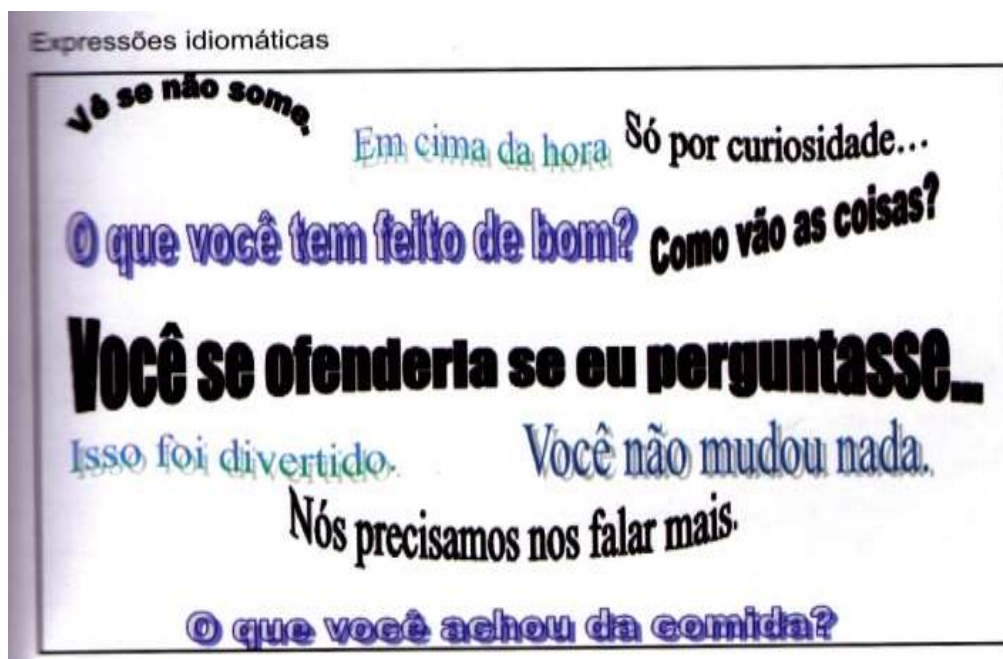 Expressões idiomáticas
Vê se não some.
Em cima da hora
Só por curiosidade...
O que você tem feito de bom?
Como vão as coisas?
Você se ofenderia se eu perguntasse...
Isso foi divertido.
Você não mudou nada.
Nós precisamos nos falar mais.
O que você achou da comida?